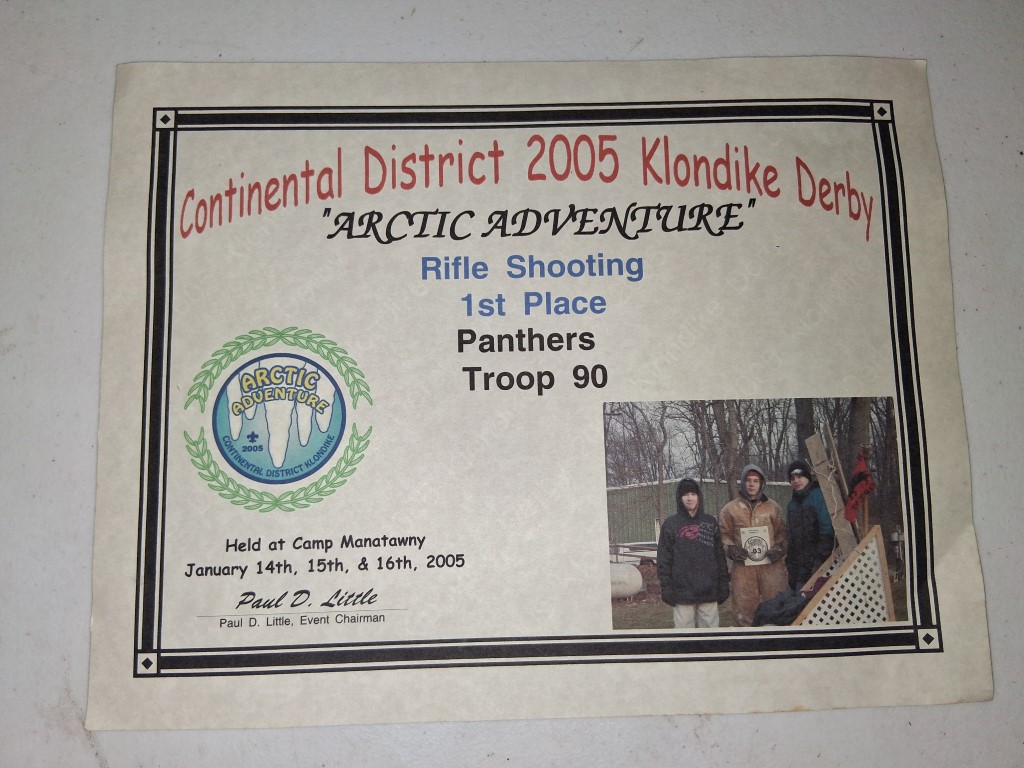 Continental District 2005 Klondike Derby
"ARCTIC ADVENTURE"
Rifle Shooting
1st Place
Panthers
Troop 90
ARCTIC
ADVENTURE
2005
CONTINENTAL DISTRICT KLONDIKE
Held at Camp Manatawny
January 14th, 15th, & 16th, 2005
Paul D. Little
Paul D. Little, Event Chairman